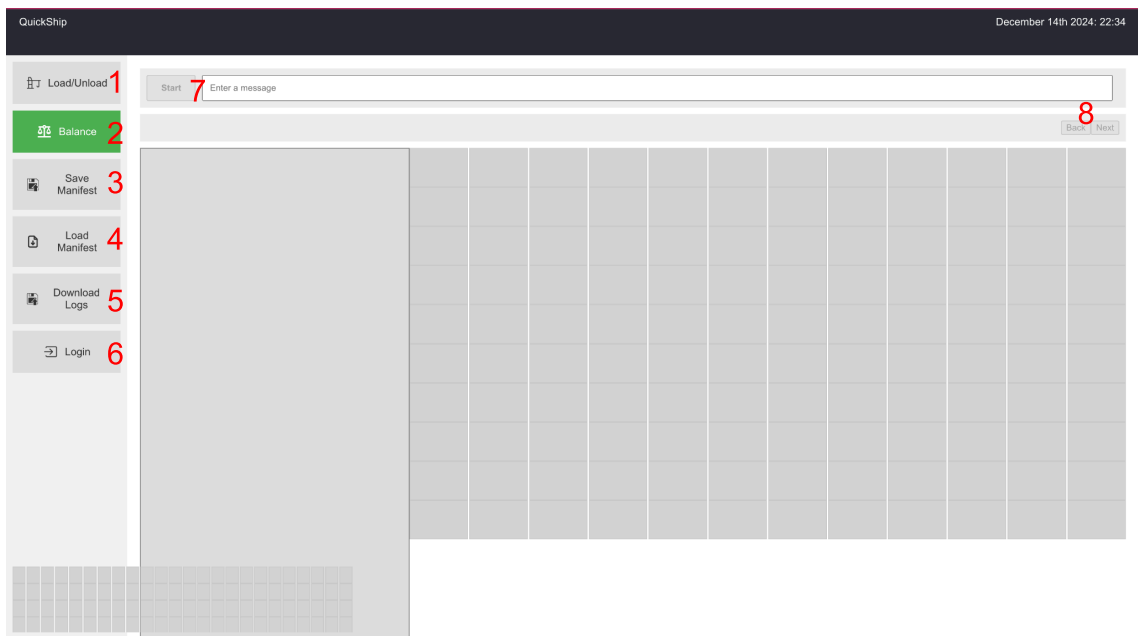 QuickShip
December 14th 2024: 22:34
Load/Unload 1
Start 7 Enter a message
8
Balance 2
Back Next
Save
Manifest 3
Load
Manifest 4
Download
Logs 5
Login 6